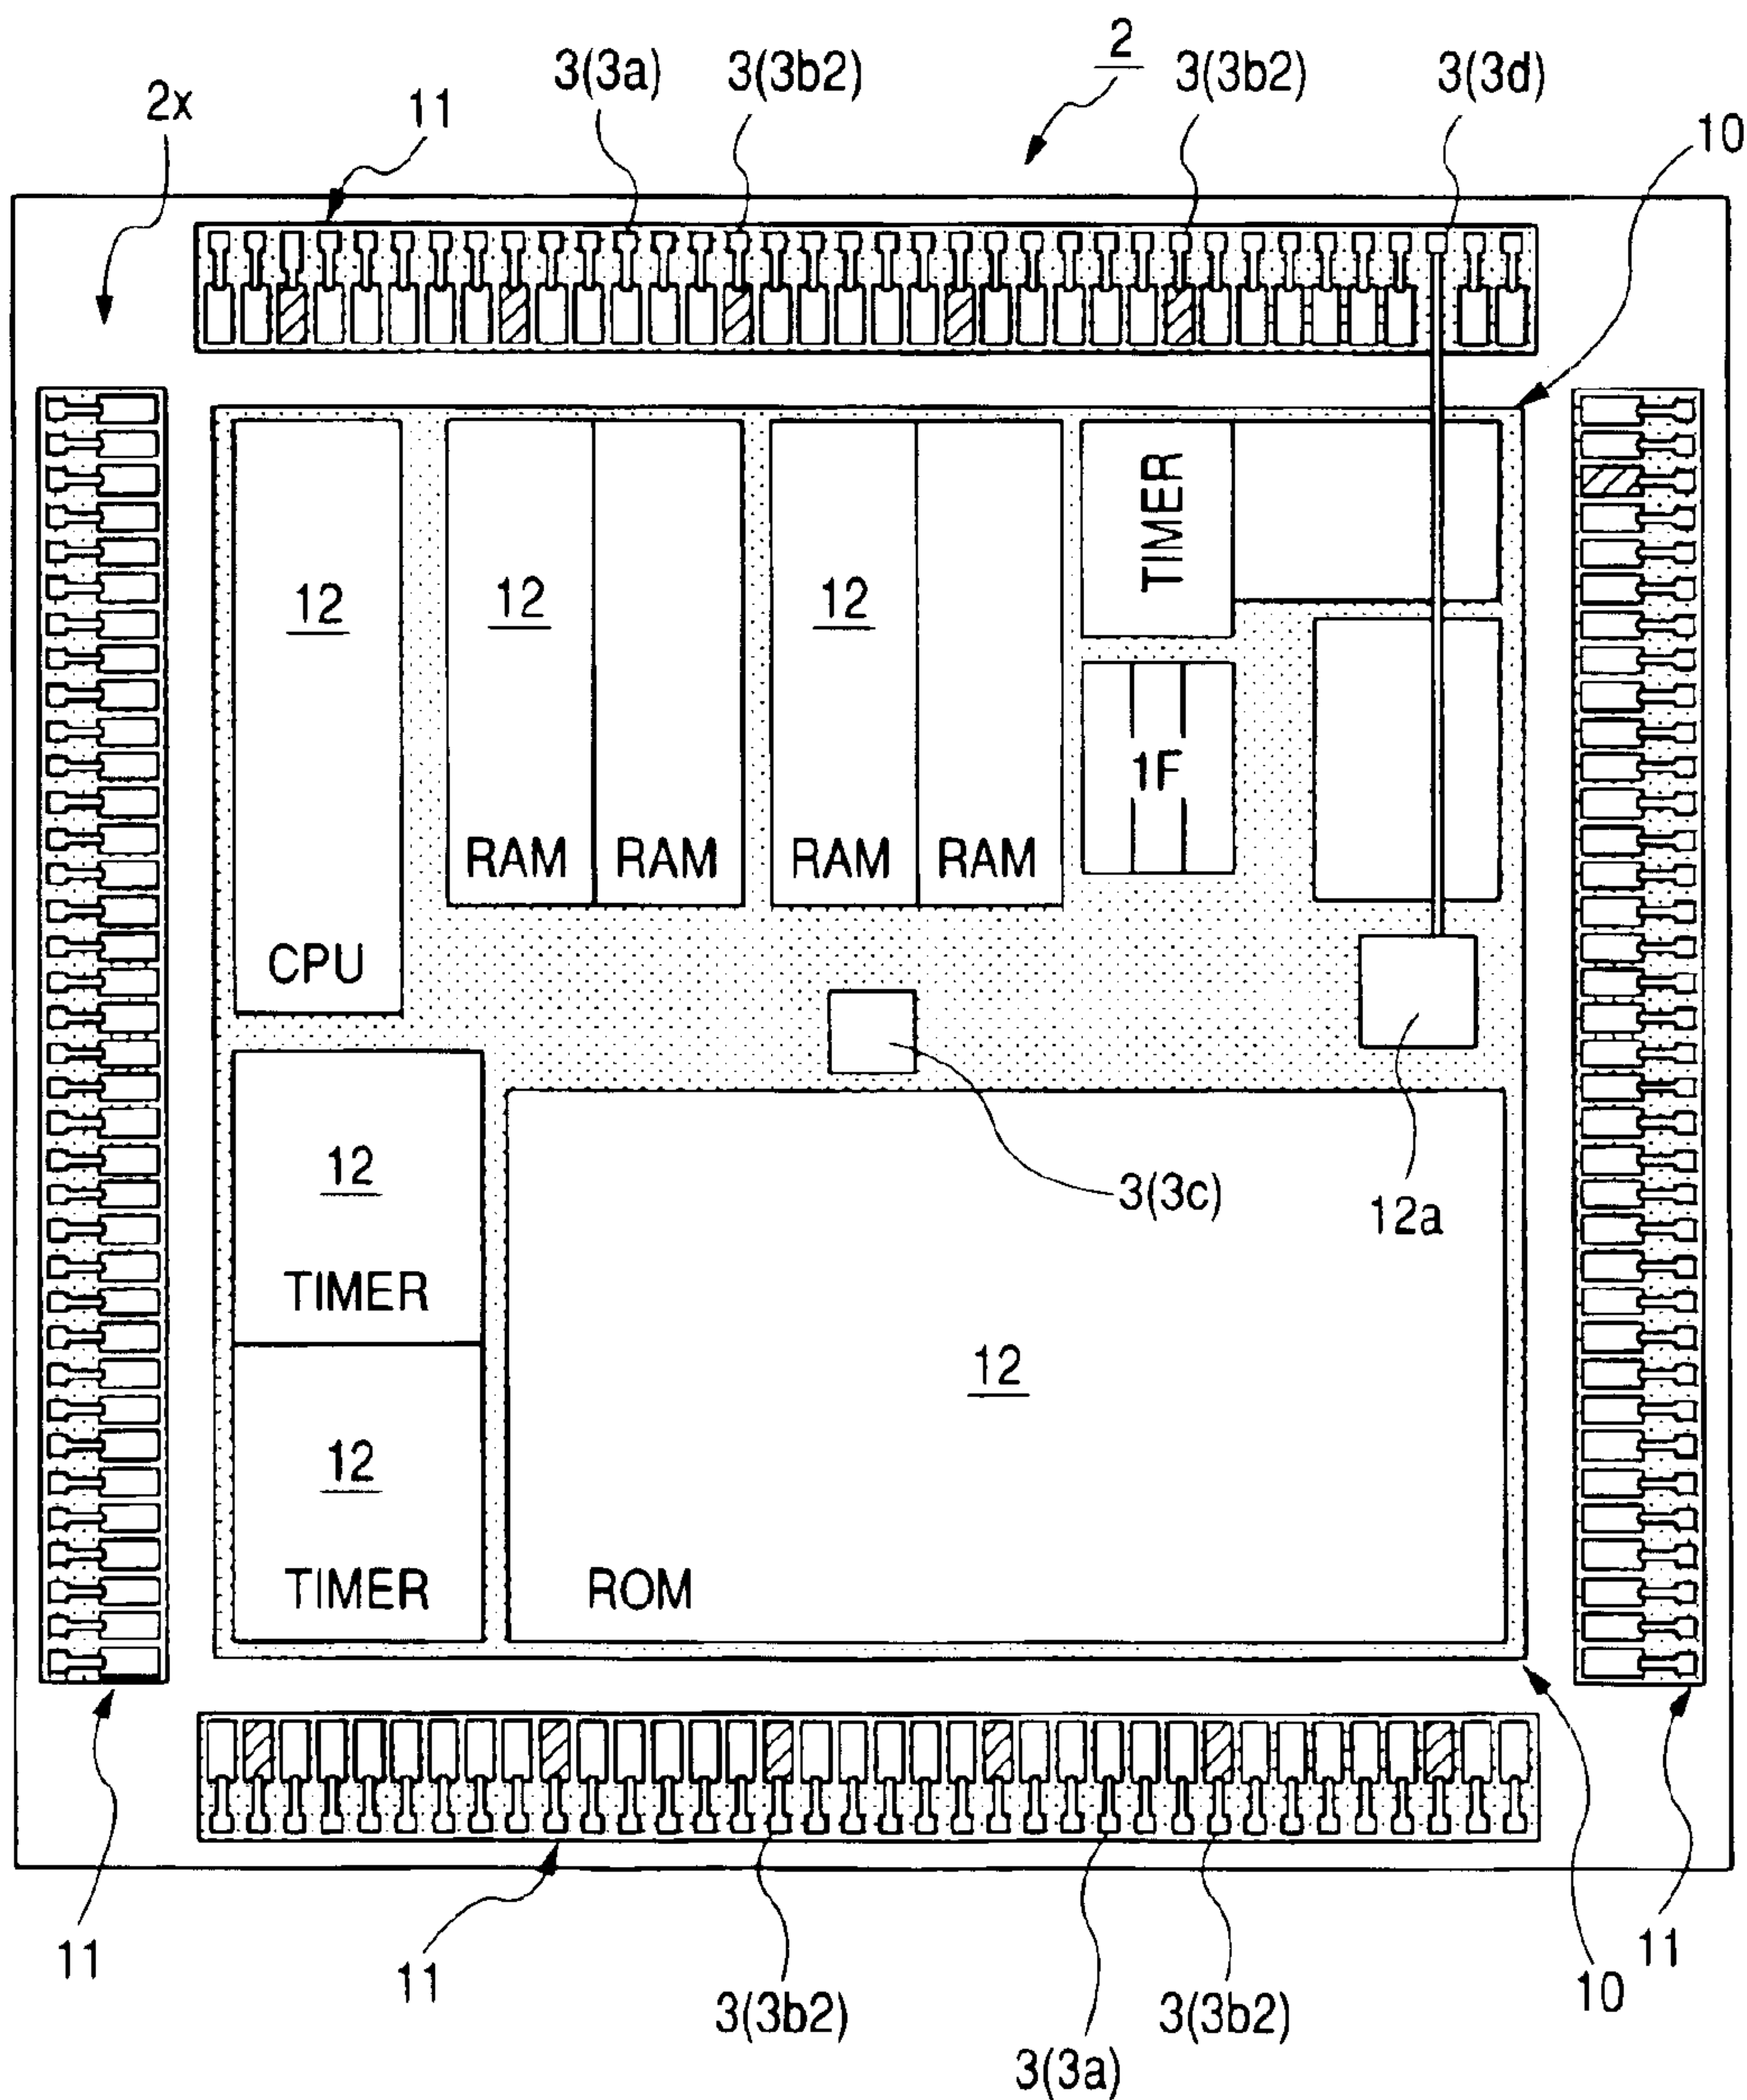 2
3(3a) 3(3b2) 3(3b2) 3(3d)
2x 11 10
TIMER
12 12 12
1F
RAM RAM RAM RAM
CPU
12 3(3c) 12a
TIMER
12
12
TIMER ROM
11 11 11
10
3(3b2) 3(3b2)
3(3a)